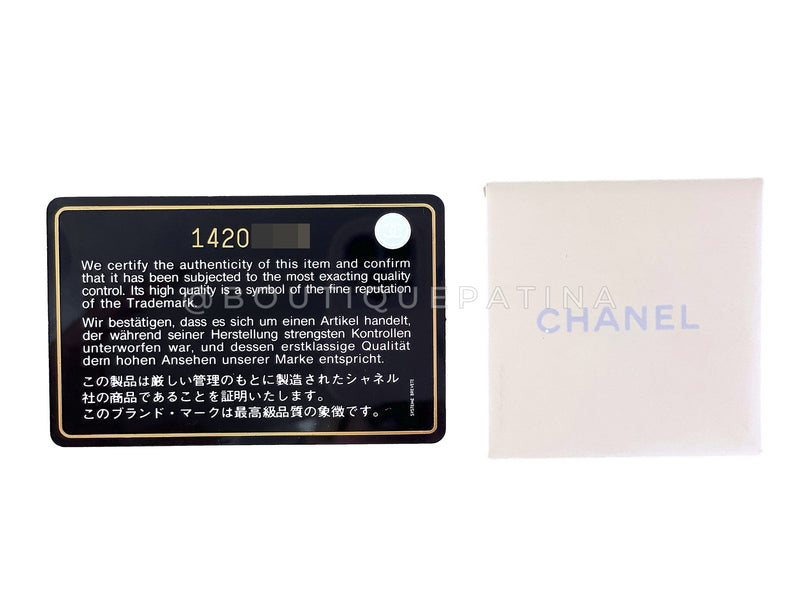 1420
We certify the authenticity of this item and confirm
that it has been subjected to the most exacting quality
control. Its high quality is a symbol of the fine reputation
of the Trademark.
Wir bestätigen, dass es sich um einen Artikel handelt,
der während seiner Herstellung strengsten Kontrollen
unterworfen war, und dessen erstklassige Qualität
dem hohen Ansehen unserer Marke entspricht.
この製品は厳しい管理のもとに製造されたシャネル
社の商品であることを証明いたします。
このブランド・マークは最高級品質の象徴です。
SYSTEME BREVETE
@BOUTIQUEPATINA
CHANEL